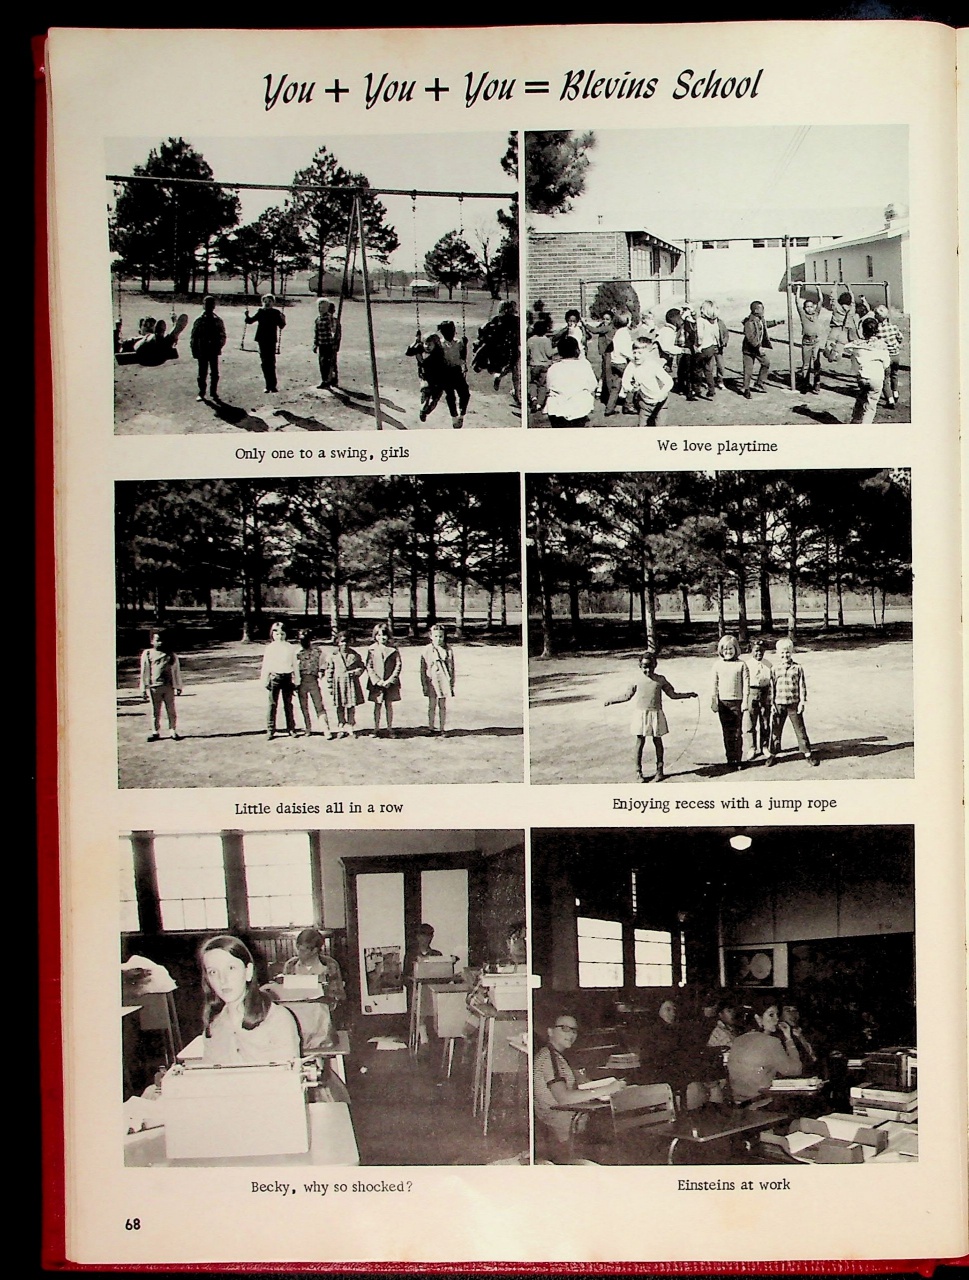 You + You + You = Blevins School
Only one to a swing, girls
We love playtime
Little daisies all in a row
Enjoying recess with a jump rope
Becky, why so shocked?
Einsteins at work
68